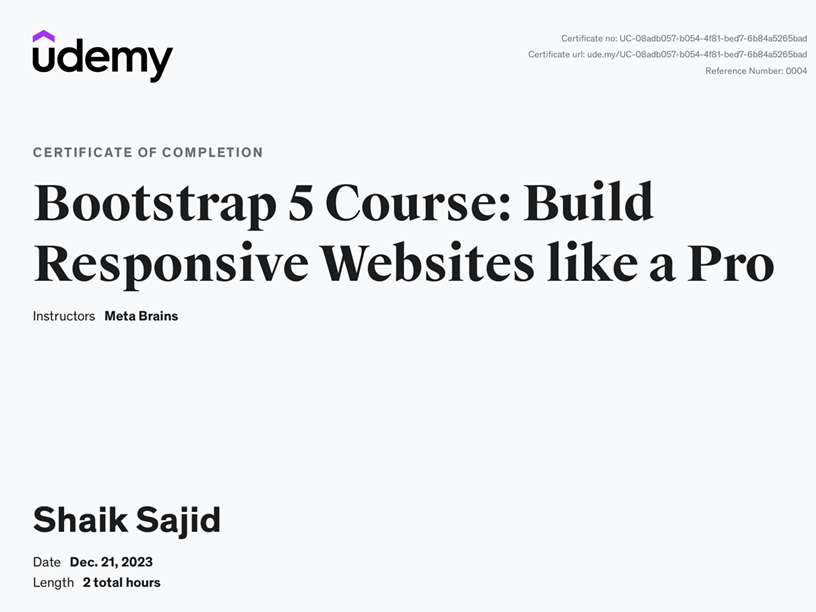 ûdemy
Certificate no: UC-08adb057-b054-4f81-bed7-6b84a5265bad
Certificate url: ude.my/UC-08adb057-b054-4f81-bed7-6b84a5265bad
Reference Number: 0004
CERTIFICATE OF COMPLETION
Bootstrap 5 Course: Build
Responsive Websites like a Pro
Instructors Meta Brains
Shaik Sajid
Date Dec. 21, 2023
Length 2 total hours